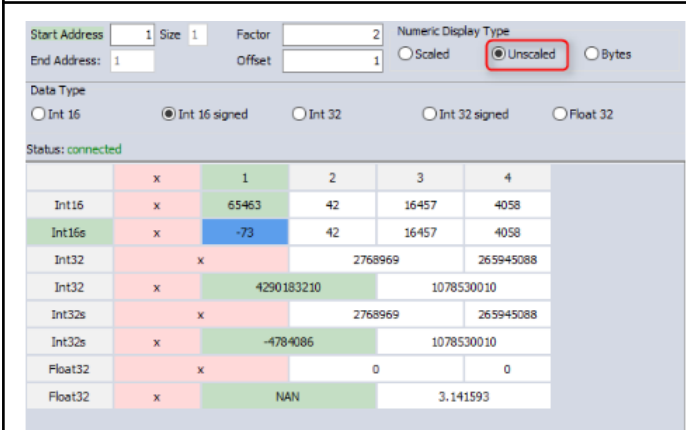 Start Address 1 Size 1 Factor 2 Numeric Display Type
End Address: 1 Offset 1 Scaled Unscaled Bytes
Data Type
Int 16 Int 16 signed Int 32 Int 32 signed Float 32
Status: connected
x 1 2 3 4
Int16 x 65463 42 16457 4058
Int16s x -73 42 16457 4058
Int32 x 2768969 265945088
Int32 x 4290183210 1078530010
Int32s x 2768969 265945088
Int32s x -4784086 1078530010
Float32 x 0 0
Float32 x NAN 3.141593